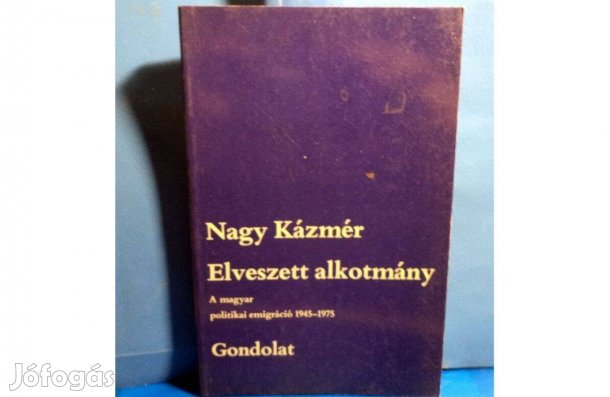 Nagy Kázmér
Elveszett alkotmány
A magyar
politikai emigráció 1945–1975
Gondolat
Jófogás